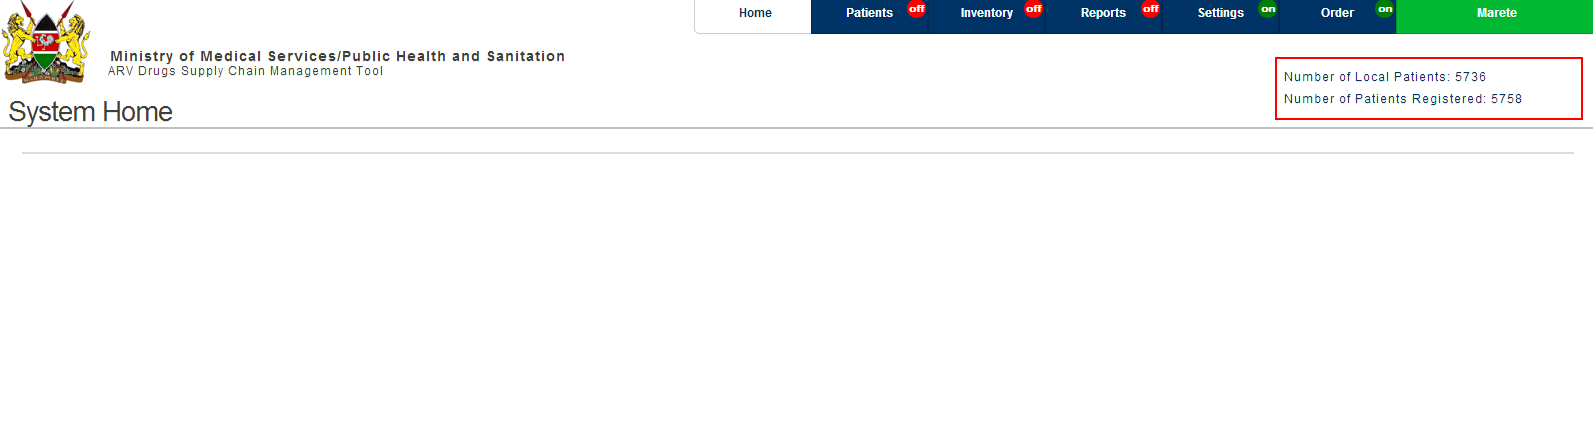 Home Patients off Inventory off Reports off Settings on Order on Marete
Ministry of Medical Services/Public Health and Sanitation
ARV Drugs Supply Chain Management Tool
Number of Local Patients: 5736
Number of Patients Registered: 5758
System Home